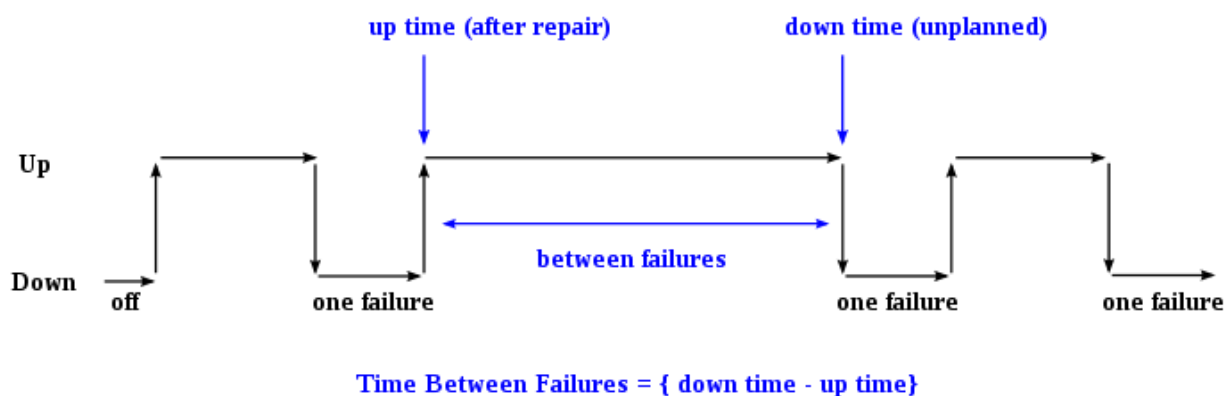 up time (after repair)
down time (unplanned)
Up
between failures
Down
off
one failure
one failure
one failure
Time Between Failures = { down time - up time}